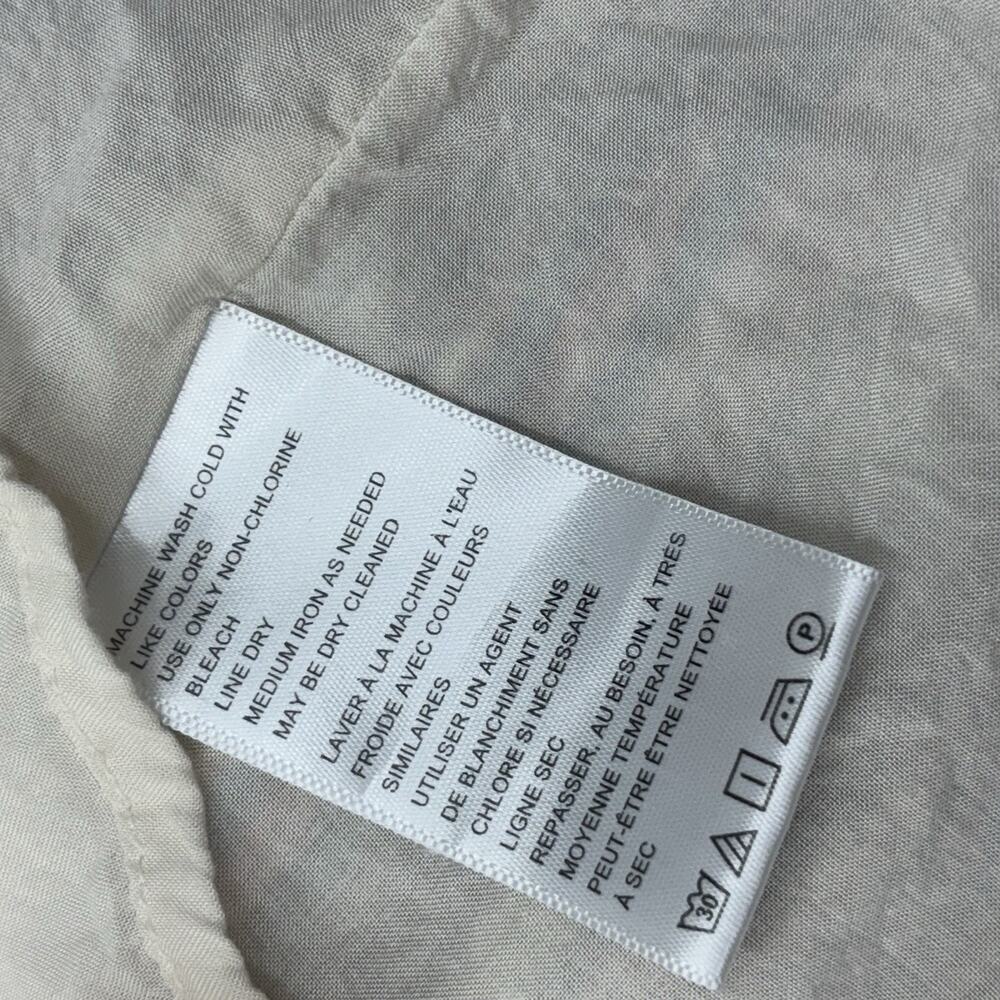 MACHINE WASH COLD WITH
LIKE COLORS
USE ONLY NON-CHLORINE
BLEACH
LINE DRY
MEDIUM IRON AS NEEDED
MAY BE DRY CLEANED
LAVER À LA MACHINE À L'EAU
FROIDE AVEC COULEURS
SIMILAIRES
UTILISER UN AGENT
DE BLANCHIMENT SANS
CHLORE SI NÉCESSAIRE
LIGNE SEC
REPASSER, AU BESOIN, À TRES
MOYENNE TEMPÉRATURE
PEUT-ÊTRE ÊTRE NETTOYÉE
À SEC
30
P